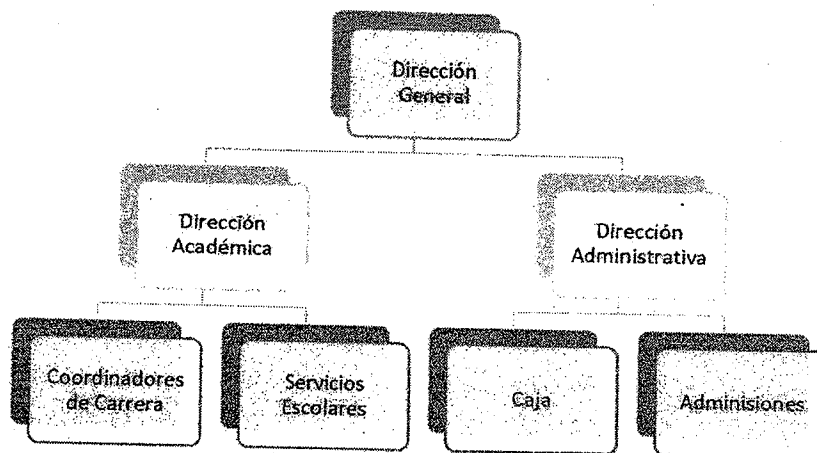 Dirección
General
Dirección
Académica
Dirección
Administrativa
Coordinadores
de Carrera
Servicios
Escolares
Caja
Adminisiones